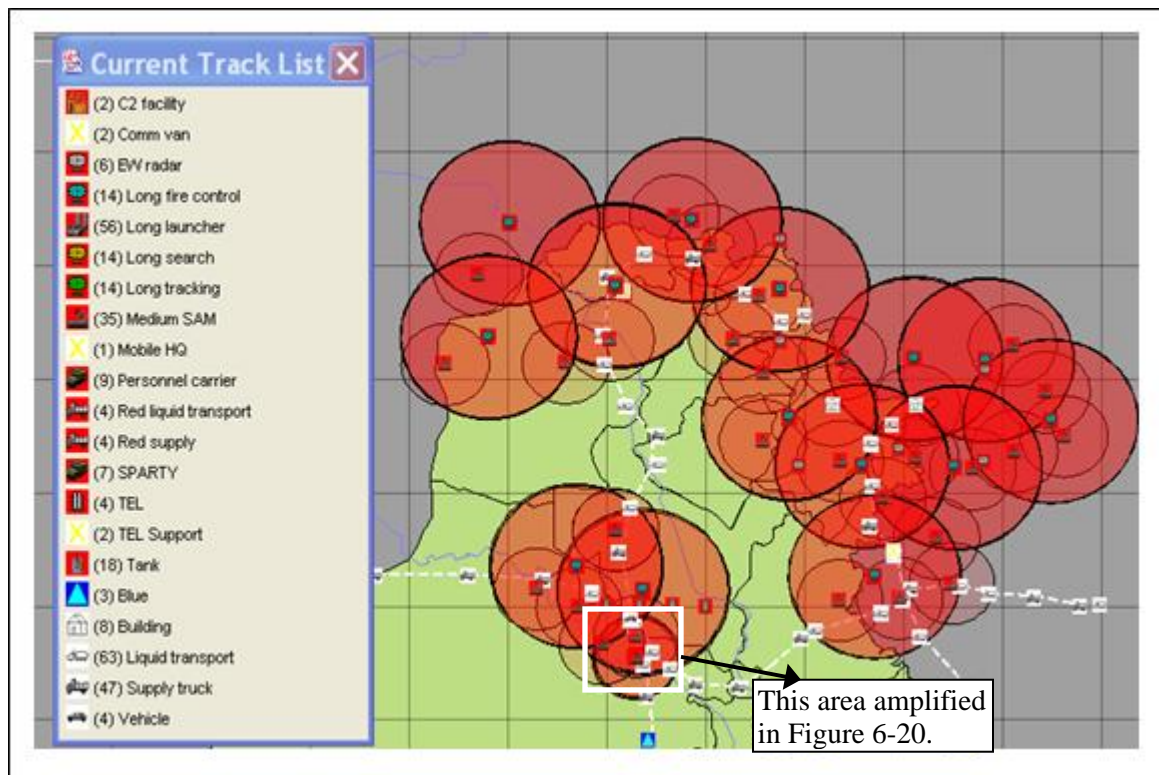 Current Track List
(2) C2 facility
(2) Comm van
(6) EW radar
(14) Long fire control
(56) Long launcher
(14) Long search
(14) Long tracking
(35) Medium SAM
(1) Mobile HQ
(9) Personnel carrier
(4) Red liquid transport
(4) Red supply
(7) SPARTY
(4) TEL
(2) TEL Support
(18) Tank
(3) Blue
(8) Building
(63) Liquid transport
(47) Supply truck
(4) Vehicle
This area amplified
in Figure 6-20.